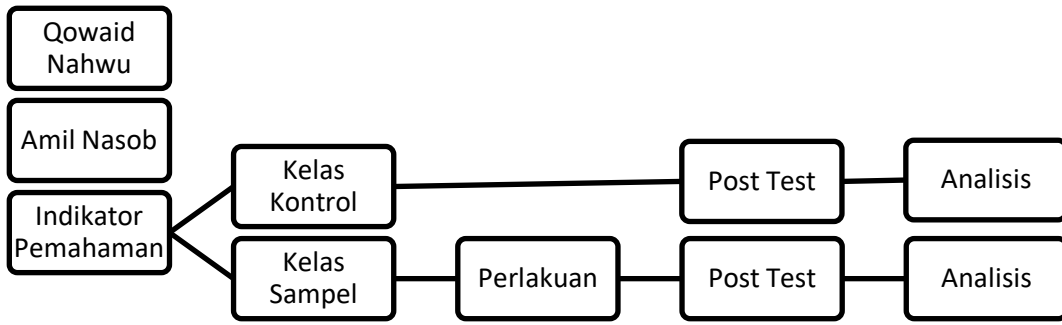 Qowaid
Nahwu
Amil Nasob
Indikator
Pemahaman
Kelas
Kontrol
Post Test
Analisis
Kelas
Sampel
Perlakuan
Post Test
Analisis